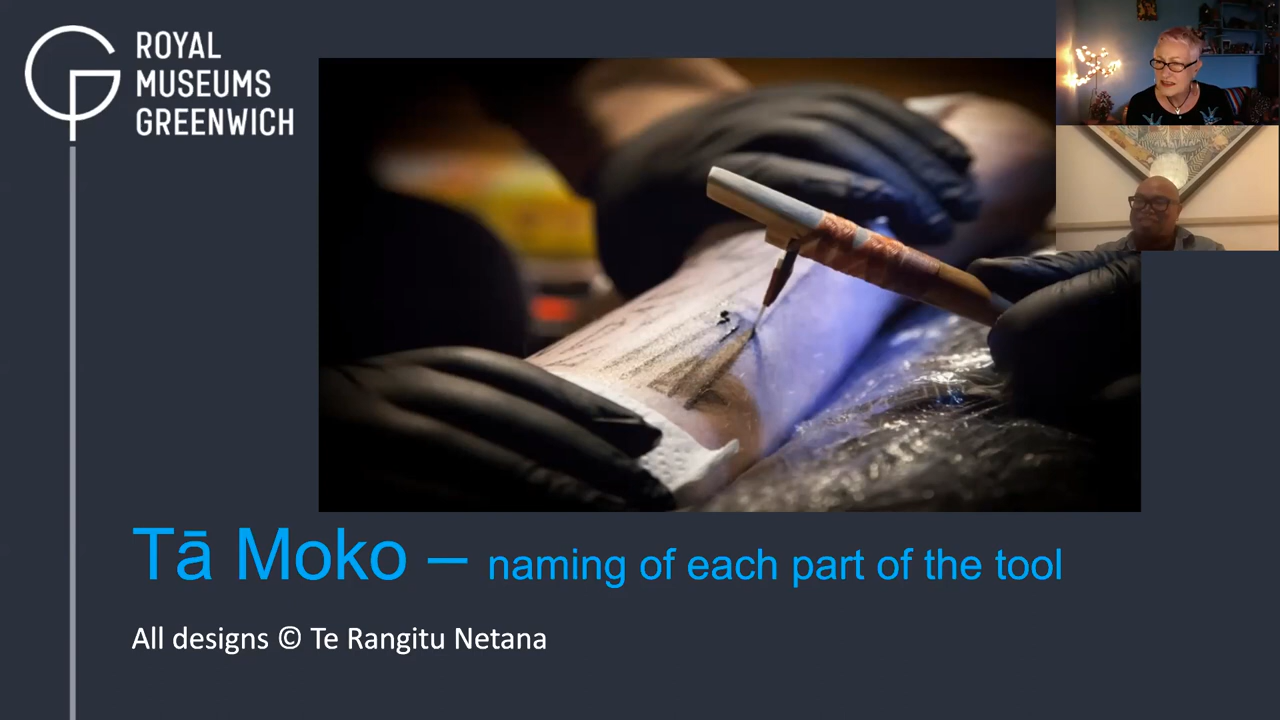 ROYAL
MUSEUMS
GREENWICH
Tā Moko – naming of each part of the tool
All designs © Te Rangitu Netana